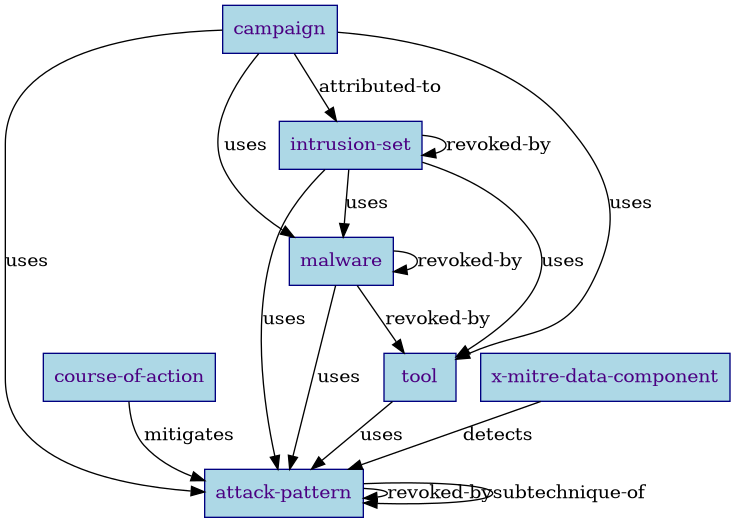 campaign
attributed-to
uses
intrusion-set
revoked-by
uses
uses
uses
malware
revoked-by
uses
uses
revoked-by
course-of-action
tool
x-mitre-data-component
uses
mitigates
uses
detects
attack-pattern
revoked-by
subtechnique-of